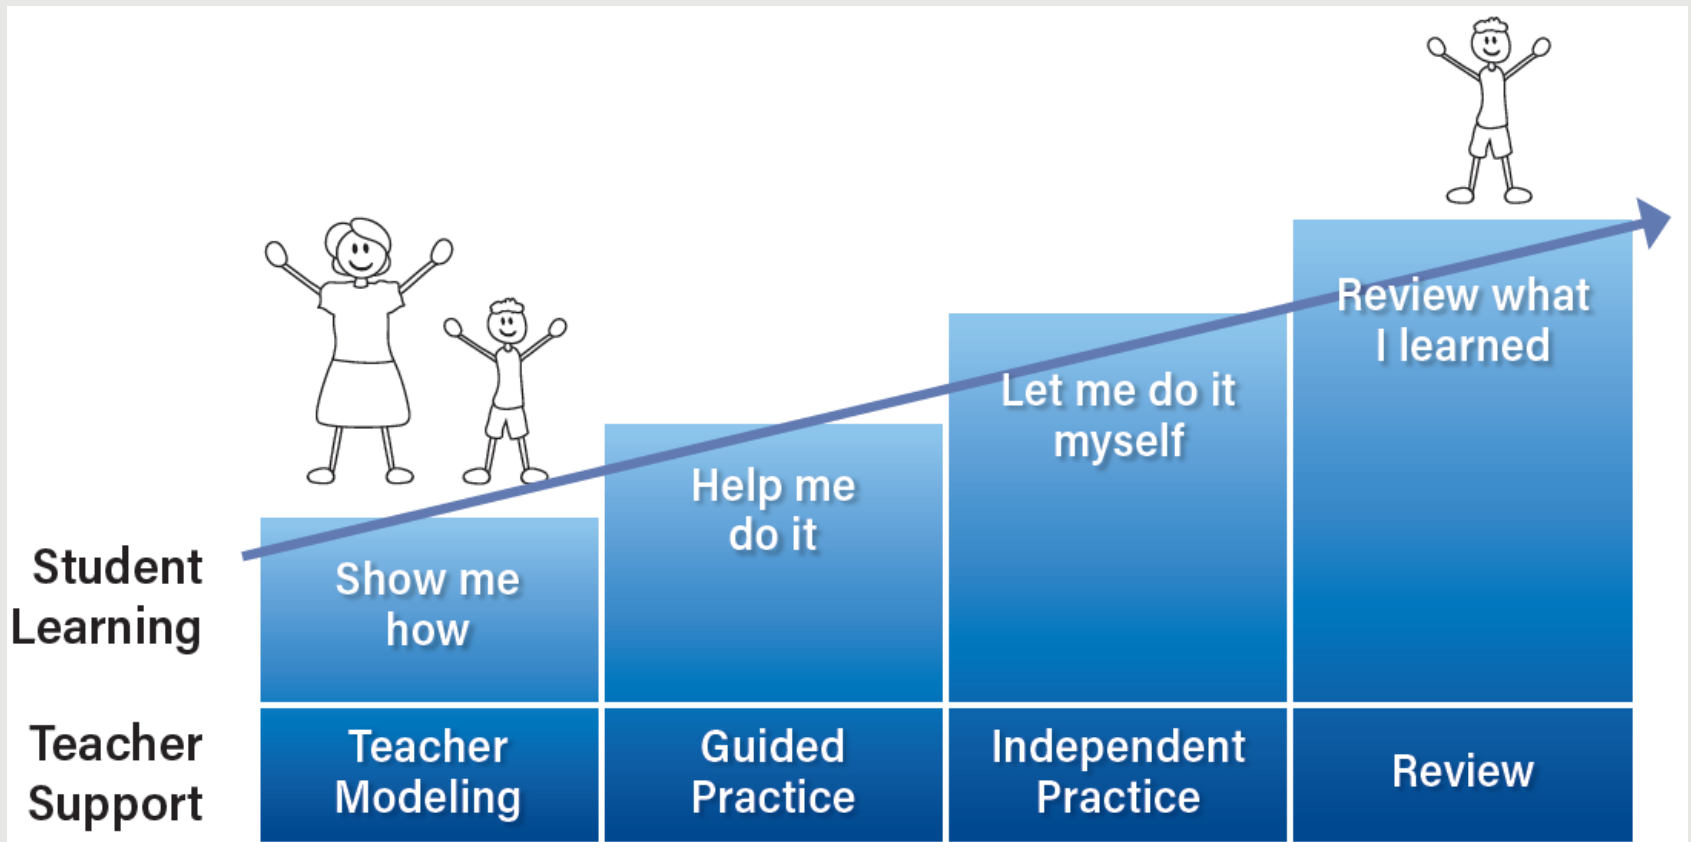 Student
Learning
Show me
how
Help me
do it
Let me do it
myself
Review what
I learned
Teacher
Support
Teacher
Modeling
Guided
Practice
Independent
Practice
Review